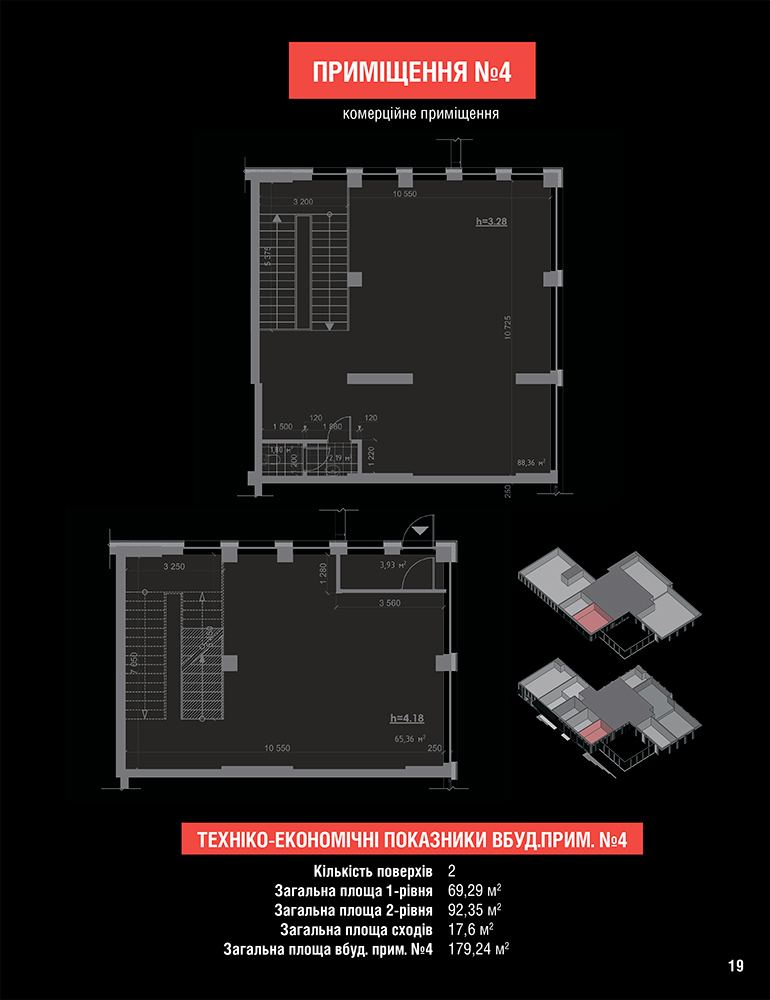 ПРИМІЩЕННЯ №4
комерційне приміщення
3 200
10 550
h=3.28
5 375
10 725
120
120
1 500
1 880
1,80 м²
2,19 м²
1 220
88,36 м²
250
3 250
1 280
3,93 м²
3 560
7 050
h=4.18
65,36 м²
10 550
250
ТЕХНІКО-ЕКОНОМІЧНІ ПОКАЗНИКИ ВБУД.ПРИМ. №4
Кількість поверхів 2
Загальна площа 1-рівня 69,29 м²
Загальна площа 2-рівня 92,35 м²
Загальна площа сходів 17,6 м²
Загальна площа вбуд. прим. №4 179,24 м²
19